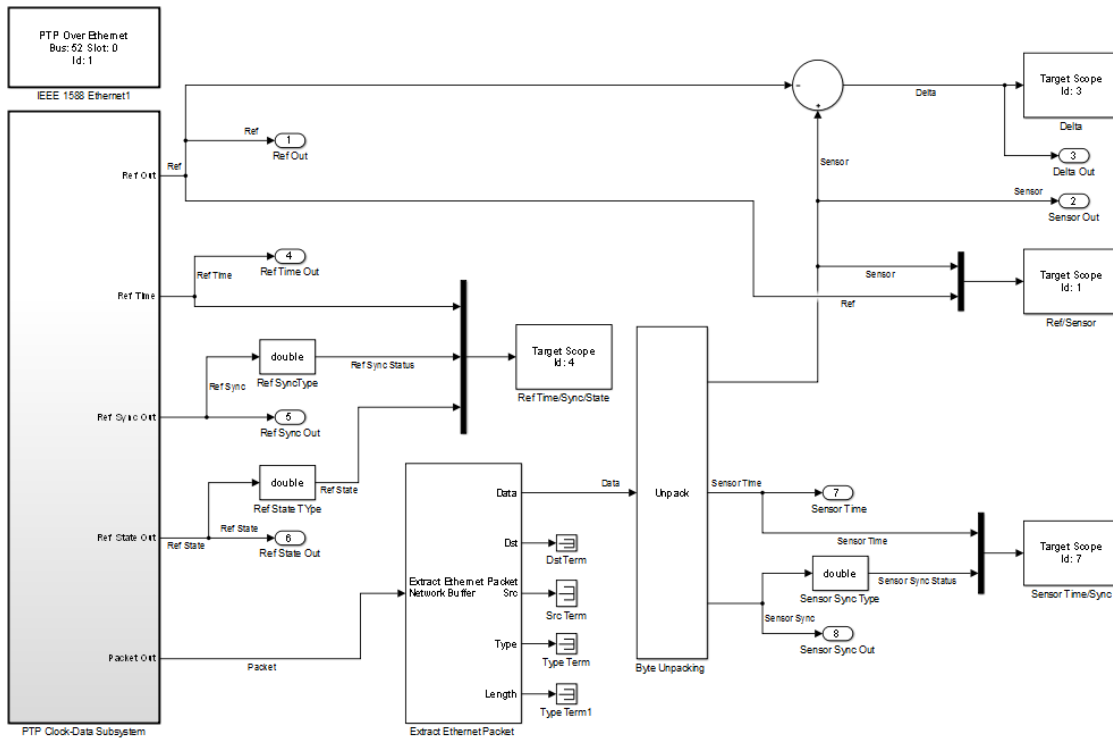 PTP Over Ethernet
Bus: 52 Slot: 0
Id: 1
IEEE 1588 Ethernet1
Ref Out
Ref
Ref
1
Ref Out
-
+
Delta
Target Scope
Id: 3
Delta
3
Delta Out
Sensor
Sensor
2
Sensor Out
Ref Time
Ref Time
4
Ref Time Out
Sensor
Ref
Target Scope
Id: 1
Ref/Sensor
double
Ref SyncType
Ref Sync Status
Target Scope
Id: 4
Ref Time/Sync/State
Ref Sync Out
Ref Sync
5
Ref Sync Out
double
Ref State TYpe
Ref State
Ref State Out
Ref State
Ref State
6
Ref State Out
Packet Out
Packet
PTP Clock-Data Subsystem
Extract Ethernet Packet
Network Buffer
Data
Dst
Src
Type
Length
Extract Ethernet Packet
Data
DstTerm
Src Term
Type Term
Type Term1
Unpack
Byte Unpacking
Sensor Time
7
Sensor Time
Sensor Time
double
Sensor Sync Type
Sensor Sync Status
Sensor Sync
8
Sensor Sync Out
Target Scope
Id: 7
Sensor Time/Sync